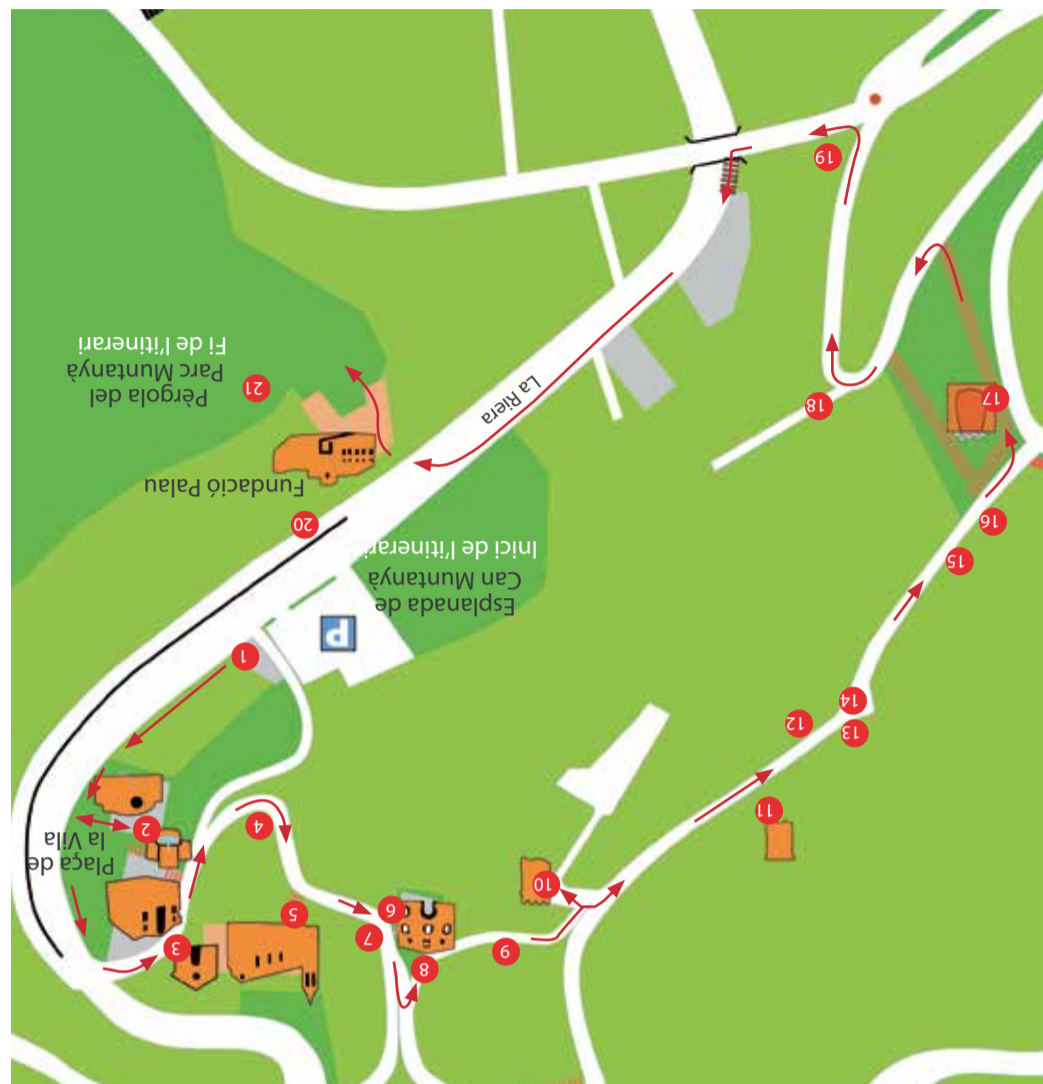 Plaça de
la Vila
Esplanada de
Can Muntanyà
Inici de l'itinerari
Fundació Palau
Pèrgola del
Parc Muntanyà
Fi de l'itinerari
La Riera
P
1
2
3
4
5
6
7
8
9
10
11
12
13
14
15
16
17
18
19
20
21